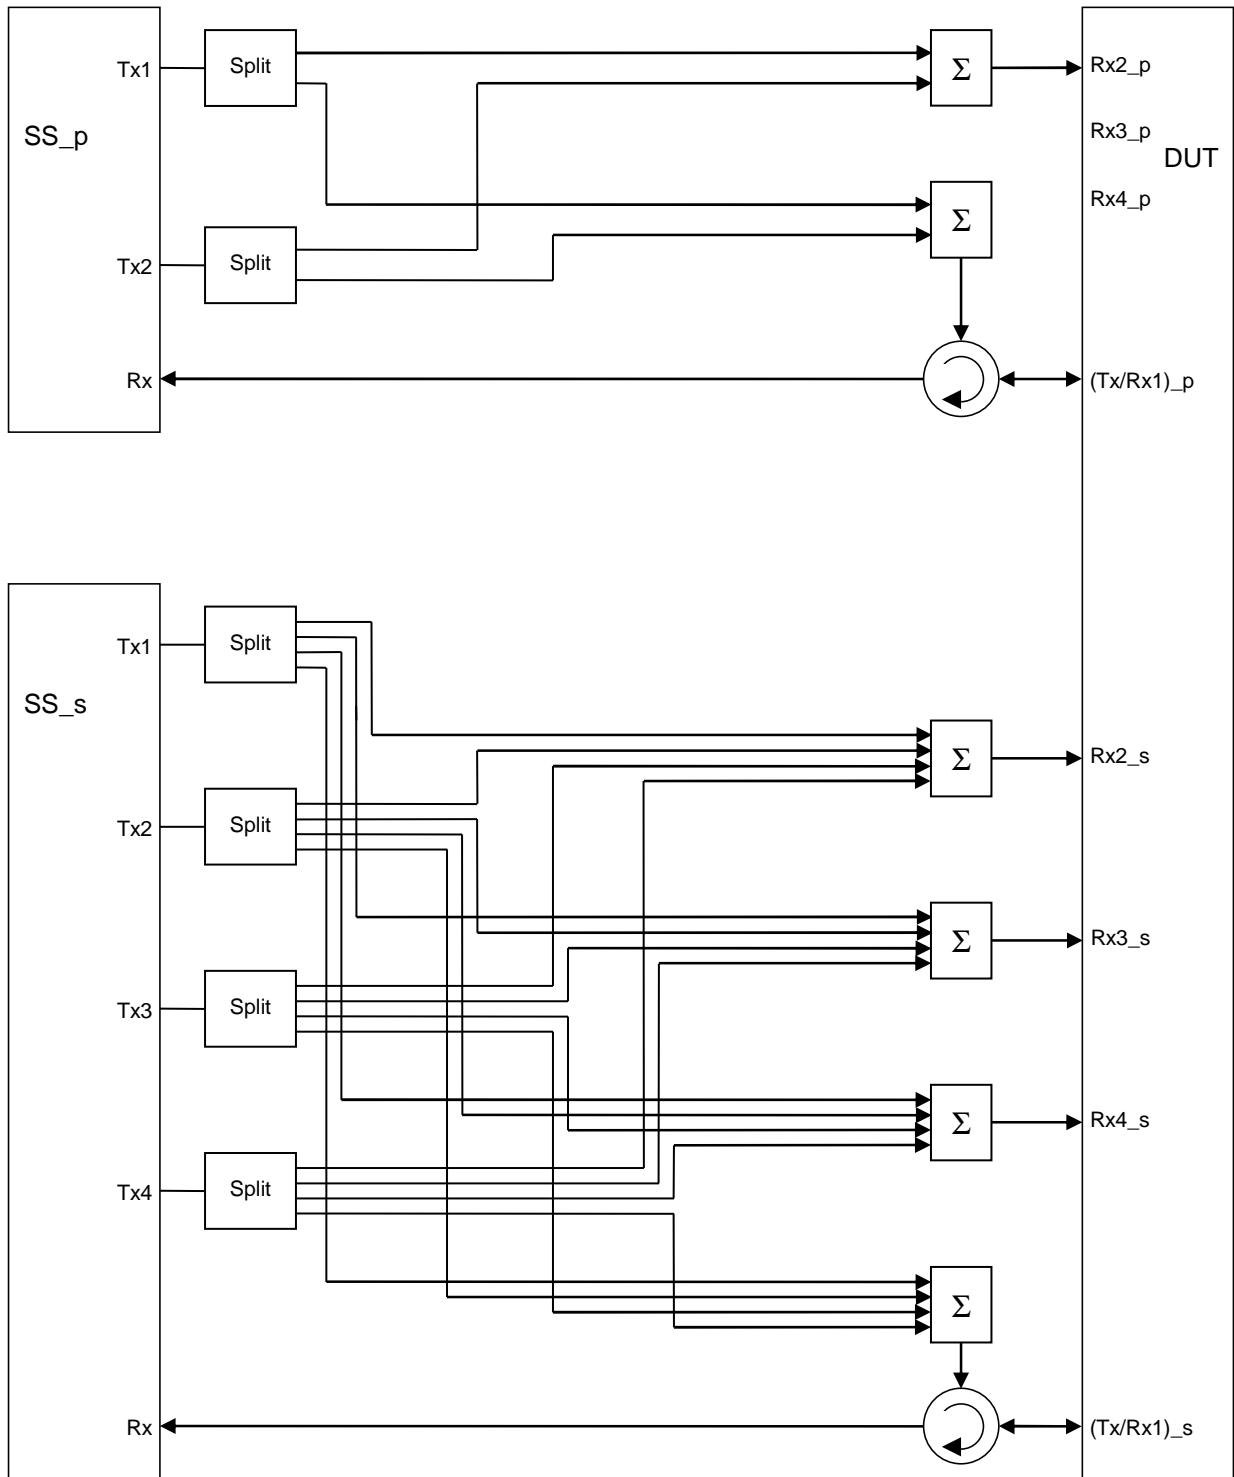 Tx1
Split
Σ
Rx2_p
SS_p
Rx3_p
DUT
Rx4_p
Σ
Tx2
Split
Rx
(Tx/Rx1)_p
Tx1
Split
SS_s
Σ
Rx2_s
Tx2
Split
Σ
Rx3_s
Tx3
Split
Σ
Rx4_s
Tx4
Split
Σ
Rx
(Tx/Rx1)_s